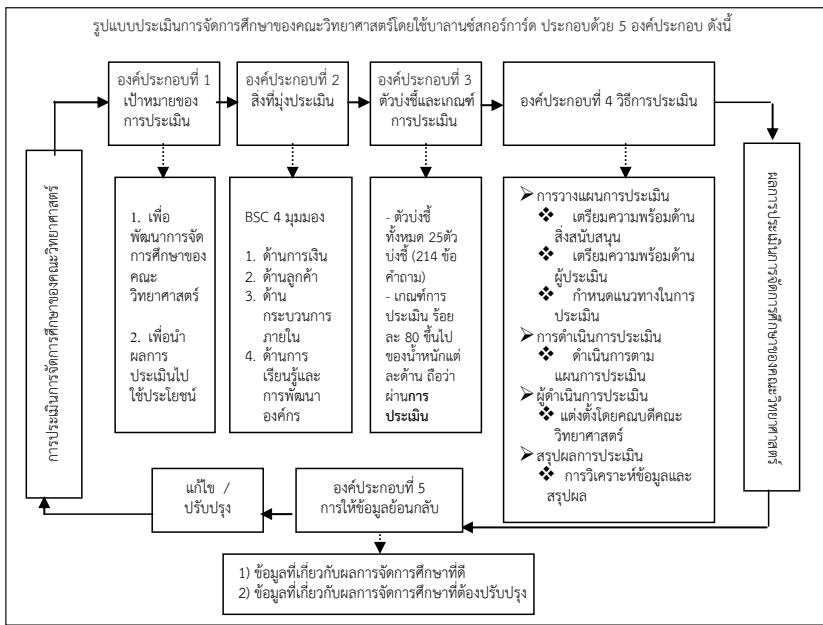 รูปแบบประเมินการจัดการศึกษาของคณะวิทยาศาสตร์โดยใช้บาลานซ์สกอร์การ์ด ประกอบด้วย 5 องค์ประกอบ ดังนี้
องค์ประกอบที่ 1
เป้าหมายของ
การประเมิน
องค์ประกอบที่ 2
สิ่งที่มุ่งประเมิน
องค์ประกอบที่ 3
ตัวบ่งชี้และเกณฑ์
การประเมิน
องค์ประกอบที่ 4 วิธีการประเมิน
การประเมินการจัดการศึกษาของคณะวิทยาศาสตร์
1. เพื่อ
พัฒนาการจัด
การศึกษาของ
คณะ
วิทยาศาสตร์
2. เพื่อนำ
ผลการ
ประเมินไป
ใช้ประโยชน์
BSC 4 มุมมอง
1. ด้านการเงิน
2. ด้านลูกค้า
3. ด้าน
กระบวนการ
ภายใน
4. ด้านการ
เรียนรู้และ
การพัฒนา
องค์กร
- ตัวบ่งชี้
ทั้งหมด 25ตัว
บ่งชี้ (214 ข้อ
คำถาม)
- เกณฑ์การ
ประเมิน ร้อย
ละ 80 ขึ้นไป
ของน้ำหนักแต่
ละด้าน ถือว่า
ผ่านการ
ประเมิน
➢ การวางแผนการประเมิน
❖ เตรียมความพร้อมด้าน
สิ่งสนับสนุน
❖ เตรียมความพร้อมด้าน
ผู้ประเมิน
❖ กำหนดแนวทางในการ
ประเมิน
➢ การดำเนินการประเมิน
❖ ดำเนินการตาม
แผนการประเมิน
➢ ผู้ดำเนินการประเมิน
❖ แต่งตั้งโดยคณบดีคณะ
วิทยาศาสตร์
➢ สรุปผลการประเมิน
❖ การวิเคราะห์ข้อมูลและ
สรุปผล
ผลการประเมินการจัดการศึกษาของคณะวิทยาศาสตร์
แก้ไข /
ปรับปรุง
องค์ประกอบที่ 5
การให้ข้อมูลย้อนกลับ
1) ข้อมูลที่เกี่ยวกับผลการจัดการศึกษาที่ดี
2) ข้อมูลที่เกี่ยวกับผลการจัดการศึกษาที่ต้องปรับปรุง